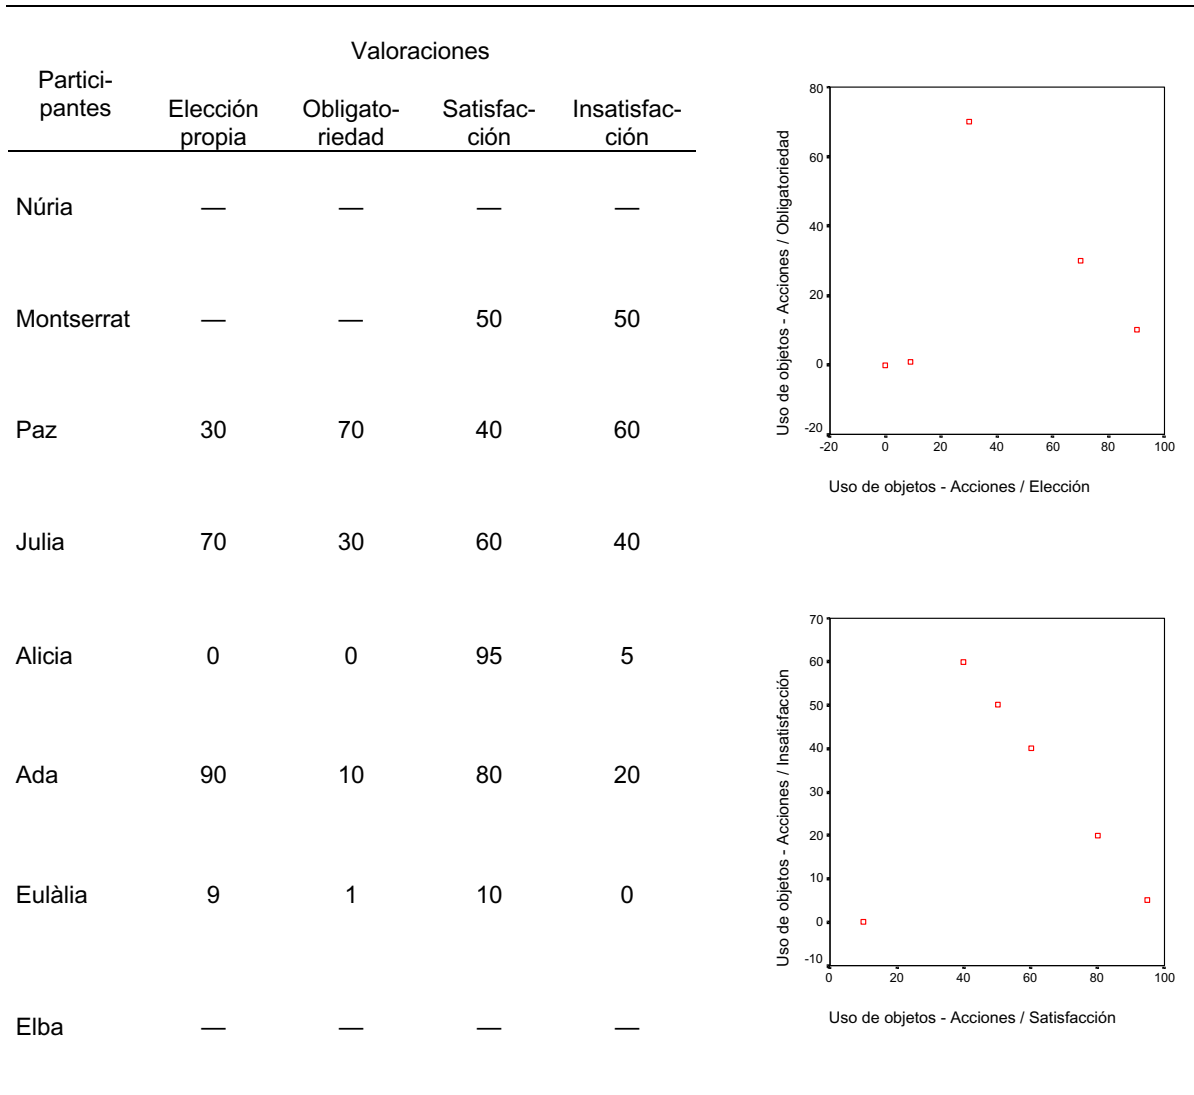 Valoraciones
Partici-
pantes
Elección
propia
Obligato-
riedad
Satisfac-
ción
Insatisfac-
ción
Núria — — — —
Montserrat — — 50 50
Paz 30 70 40 60
Julia 70 30 60 40
Alicia 0 0 95 5
Ada 90 10 80 20
Eulàlia 9 1 10 0
Elba — — — —
Uso de objetos - Acciones / Obligatoriedad
80
60
40
20
0
-20
-20 0 20 40 60 80 100
Uso de objetos - Acciones / Elección
Uso de objetos - Acciones / Insatisfacción
70
60
50
40
30
20
10
0
-10
0 20 40 60 80 100
Uso de objetos - Acciones / Satisfacción